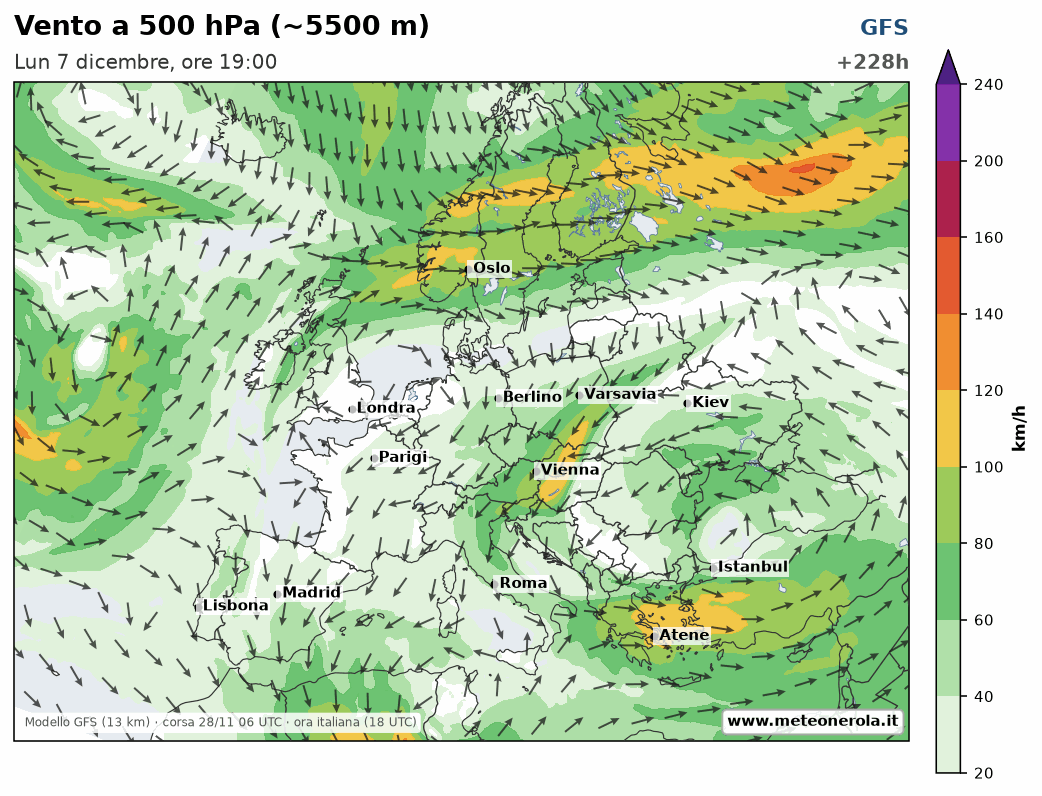 Vento a 500 hPa (~5500 m)
GFS
Lun 7 dicembre, ore 19:00
+228h
240
200
160
140
120
100
80
60
40
20
km/h
Oslo
Berlino
Varsavia
Kiev
Londra
Parigi
Vienna
Istanbul
Roma
Madrid
Lisbona
Atene
Modello GFS (13 km) · corsa 28/11 06 UTC · ora italiana (18 UTC)
www.meteonerola.it